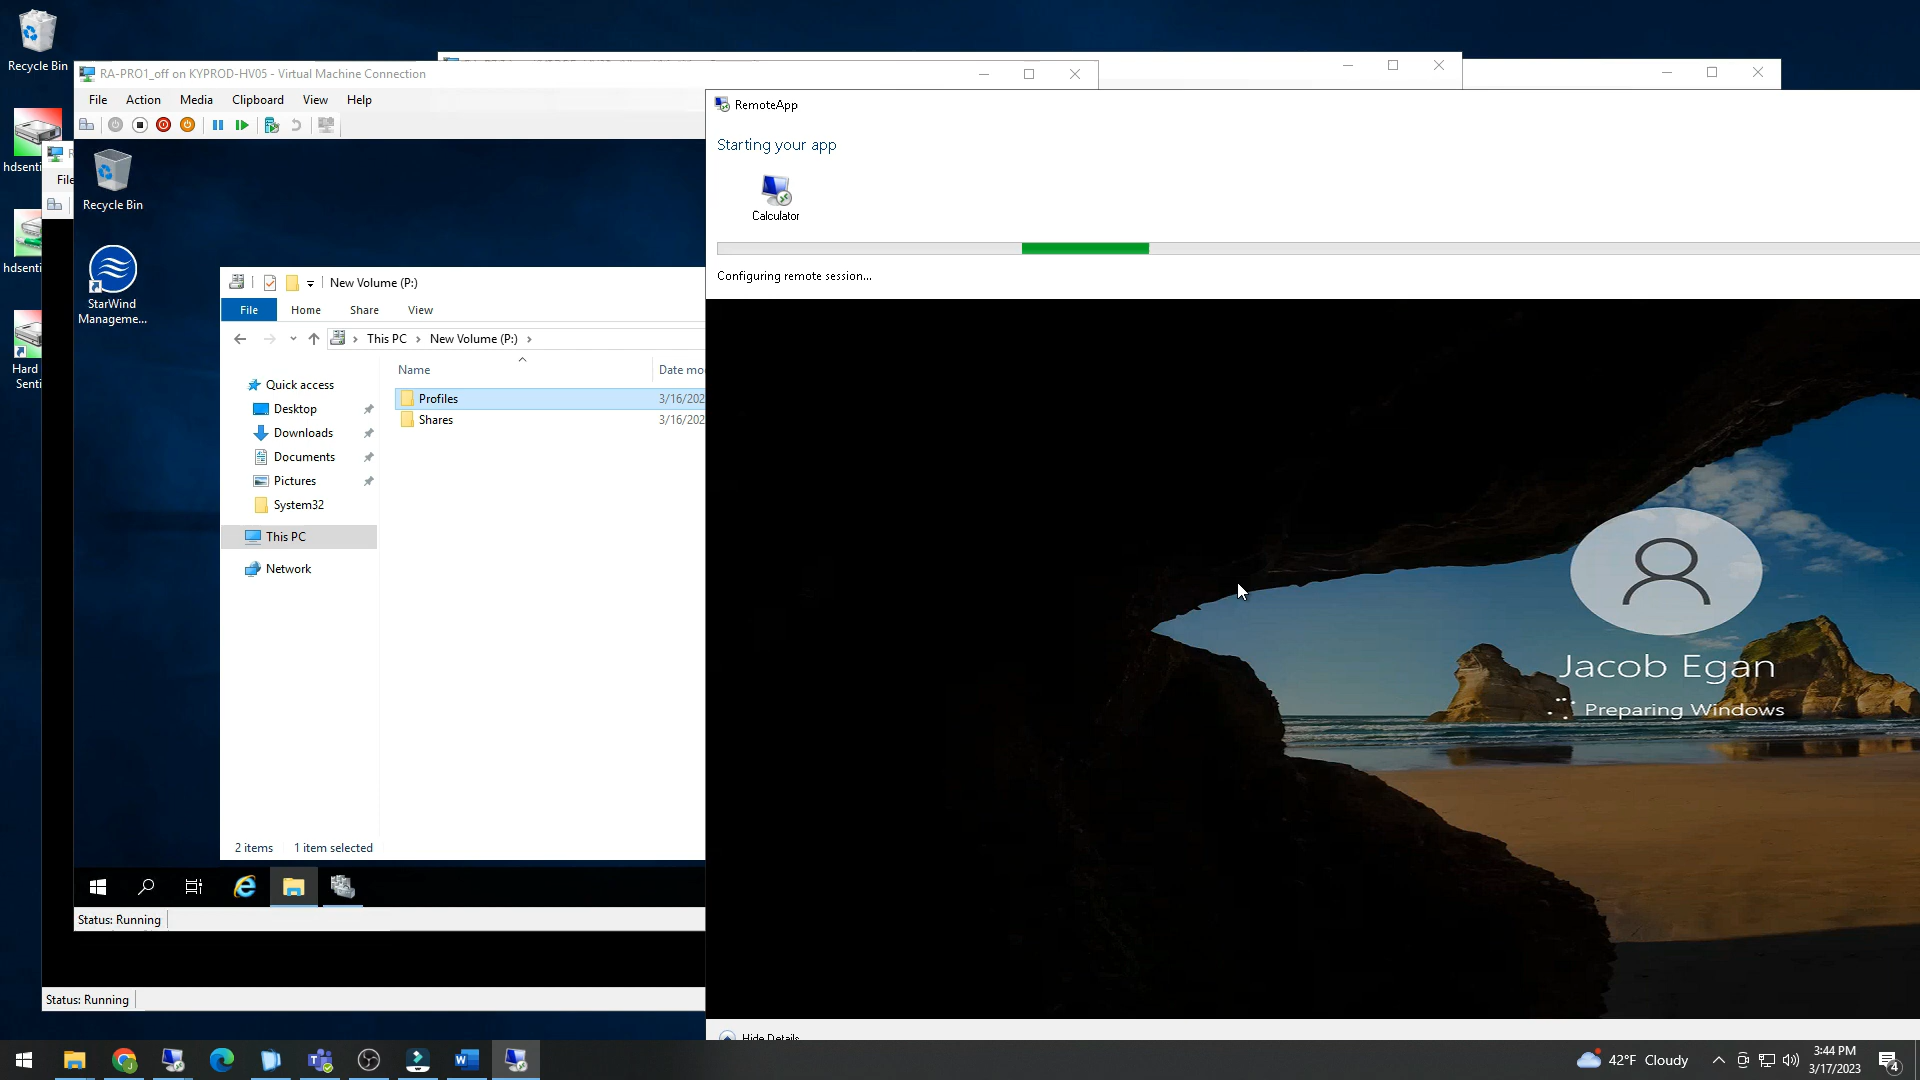 Recycle Bin
hdsenti
hdsenti
Hard
Senti
File
RA-PRO1_off on KYPROD-HV05 - Virtual Machine Connection
File Action Media Clipboard View Help
Recycle Bin
StarWind
Manageme...
New Volume (P:)
File Home Share View
This PC New Volume (P:)
Name Date mo
Quick access
Desktop
Downloads
Documents
Pictures
System32
This PC
Network
Profiles 3/16/202
Shares 3/16/202
2 items 1 item selected
Status: Running
Status: Running
RemoteApp
Starting your app
Calculator
Configuring remote session...
Jacob Egan
Preparing Windows
Hide Details
42°F Cloudy
3:44 PM
3/17/2023
4